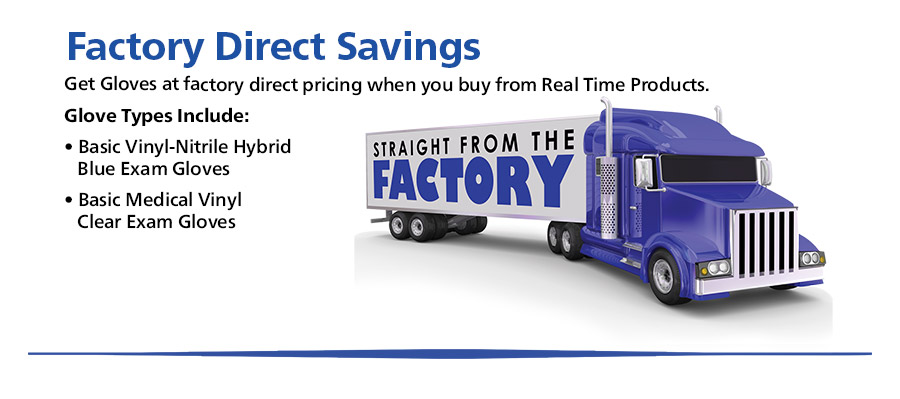 Factory Direct Savings
Get Gloves at factory direct pricing when you buy from Real Time Products.
Glove Types Include:
• Basic Vinyl-Nitrile Hybrid
Blue Exam Gloves
• Basic Medical Vinyl
Clear Exam Gloves
STRAIGHT FROM THE
FACTORY